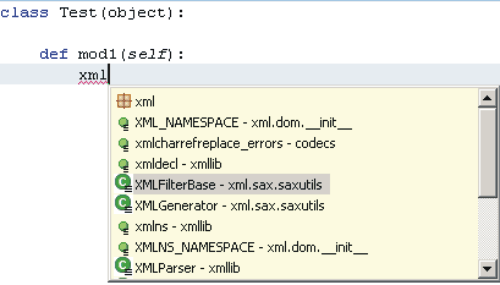 class Test(object):
def mod1(self):
xml
xml
XML_NAMESPACE - xml.dom.__init__
xmlcharrefreplace_errors - codecs
xmldecl - xmllib
XMLFilterBase - xml.sax.saxutils
XMLGenerator - xml.sax.saxutils
xmlns - xmllib
XMLNS_NAMESPACE - xml.dom.__init__
XMLParser - xmllib